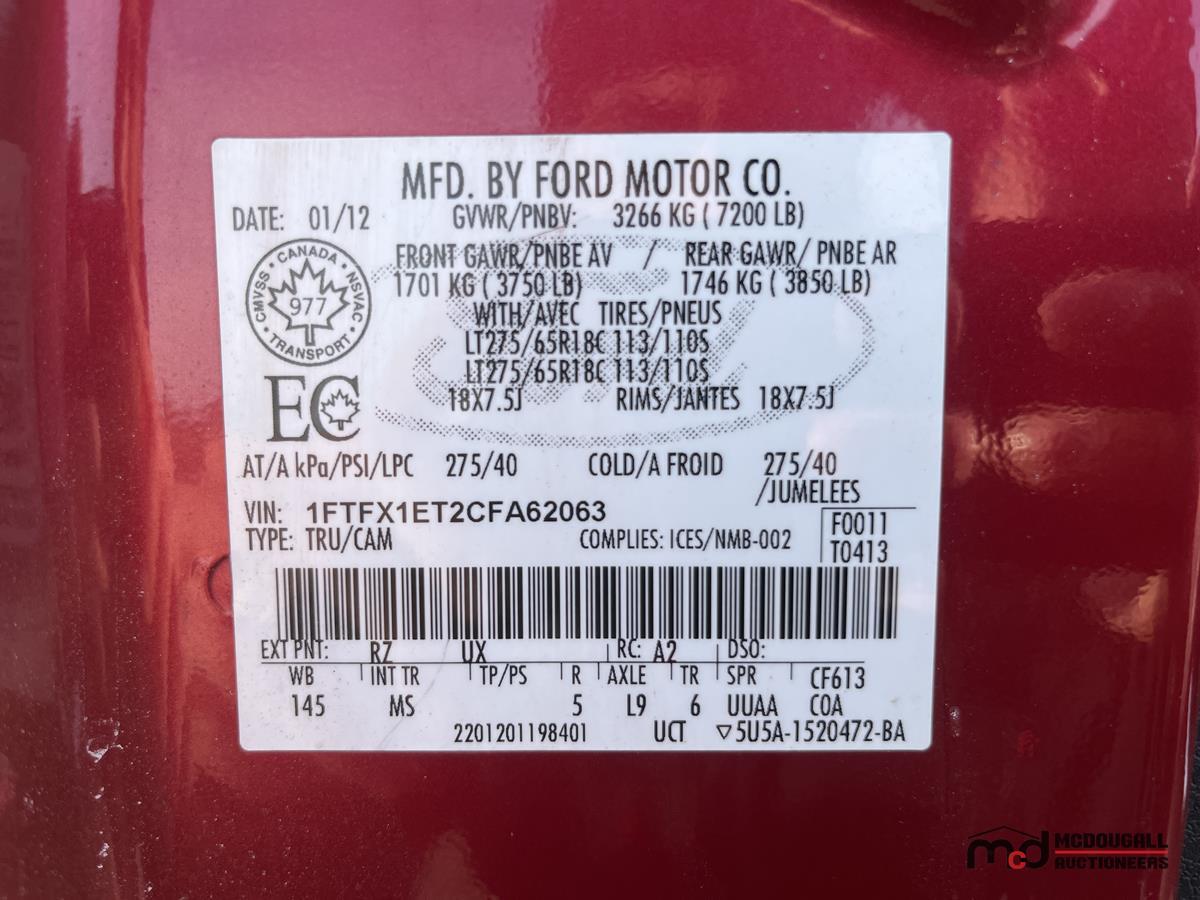 MFD. BY FORD MOTOR CO.
DATE: 01/12 GVWR/PNBV: 3266 KG ( 7200 LB)
FRONT GAWR/PNBE AV / REAR GAWR/ PNBE AR
1701 KG ( 3750 LB) 1746 KG ( 3850 LB)
WITH/AVEC TIRES/PNEUS
LT275/65R18C 113/110S
LT275/65R18C 113/110S
18X7.5J RIMS/JANTES 18X7.5J
CANADA
CMVSS · NSVAC
977
TRANSPORT
EC
AT/A kPa/PSI/LPC 275/40 COLD/A FROID 275/40
/JUMELEES
VIN: 1FTFX1ET2CFA62063
TYPE: TRU/CAM COMPLIES: ICES/NMB-002
F0011
T0413
EXT PNT: RZ UX RC: A2 DSO:
WB INT TR TP/PS R AXLE TR SPR CF613
145 MS 5 L9 6 UUAA COA
2201201198401 UCT ▽5U5A-1520472-BA
mcd MCDOUGALL
AUCTIONEERS